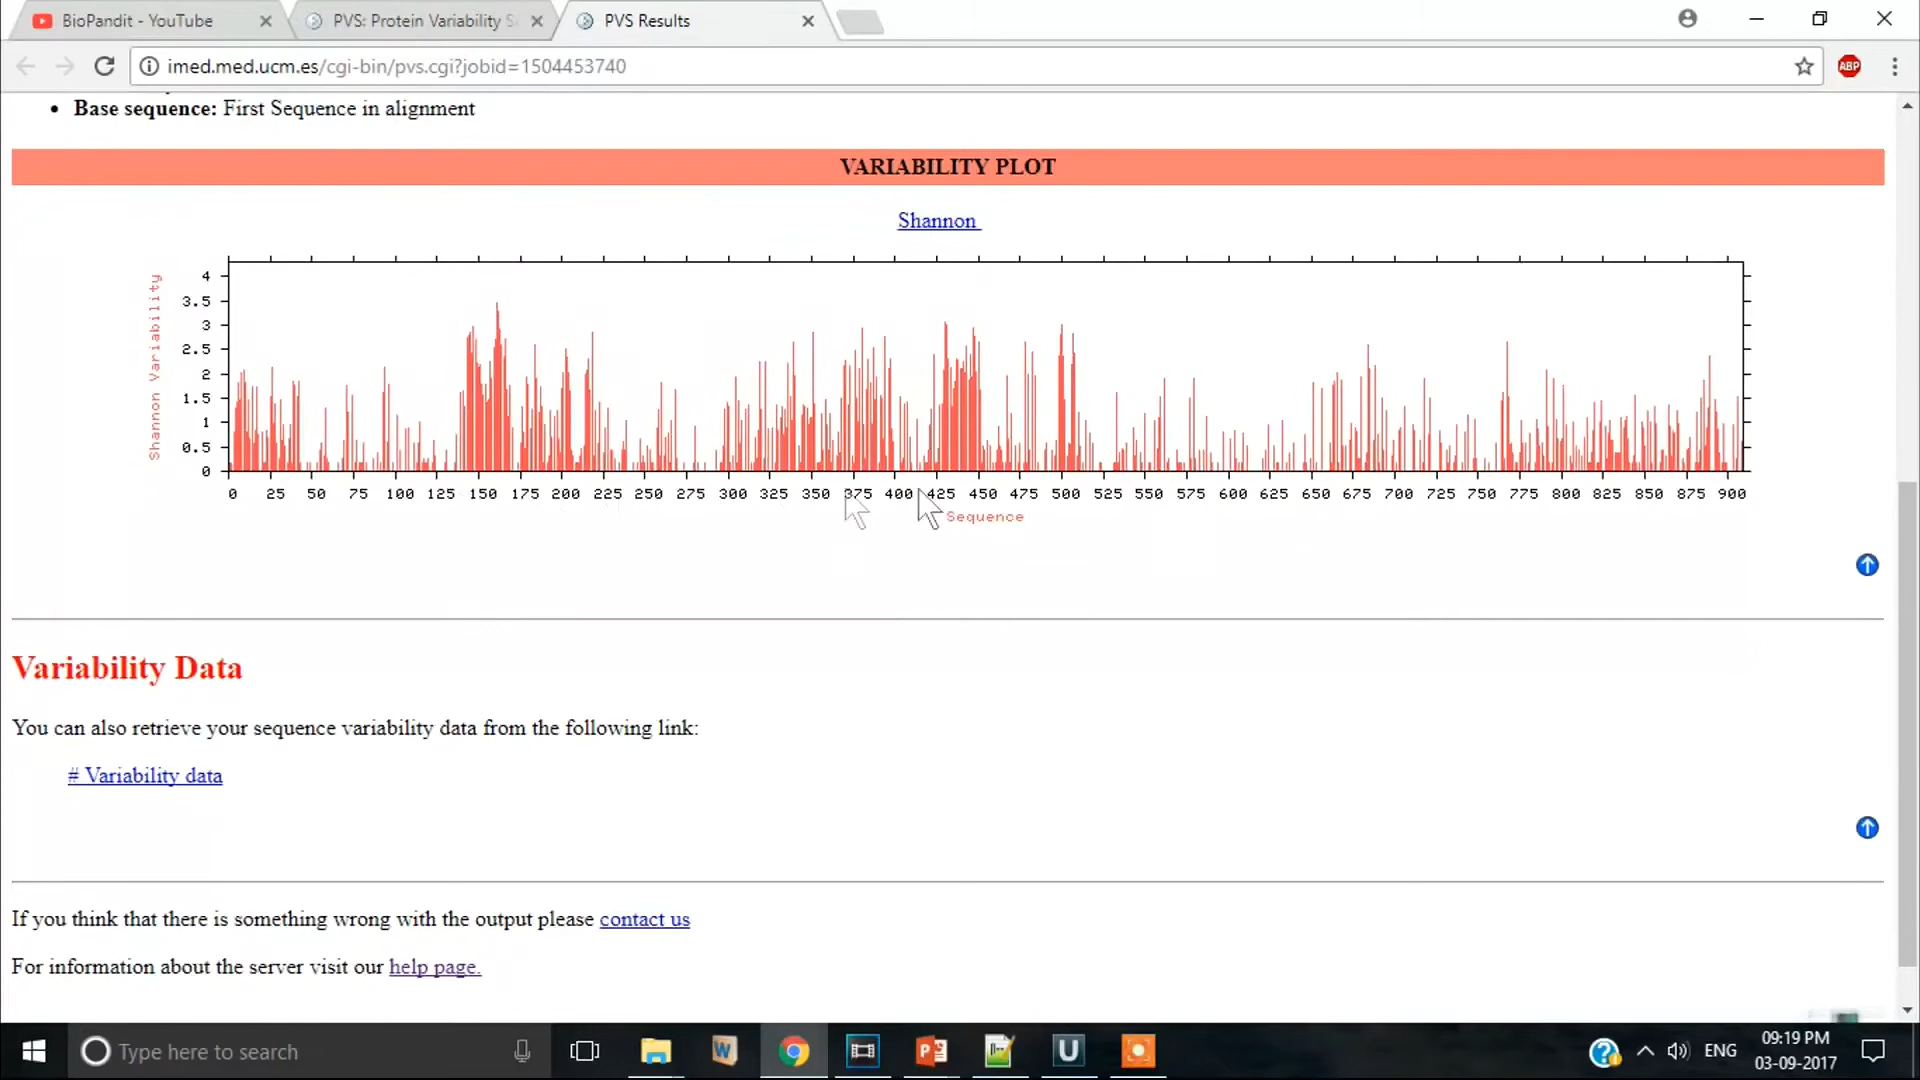 BioPandit - YouTube
PVS: Protein Variability S
PVS Results
imed.med.ucm.es/cgi-bin/pvs.cgi?jobid=1504453740
ABP
• Base sequence: First Sequence in alignment
VARIABILITY PLOT
Shannon
Shannon Variability
4
3.5
3
2.5
2
1.5
1
0.5
0
0 25 50 75 100 125 150 175 200 225 250 275 300 325 350 375 400 425 450 475 500 525 550 575 600 625 650 675 700 725 750 775 800 825 850 875 900
Sequence
Variability Data
You can also retrieve your sequence variability data from the following link:
# Variability data
If you think that there is something wrong with the output please contact us
For information about the server visit our help page.
Type here to search
ENG
09:19 PM
03-09-2017